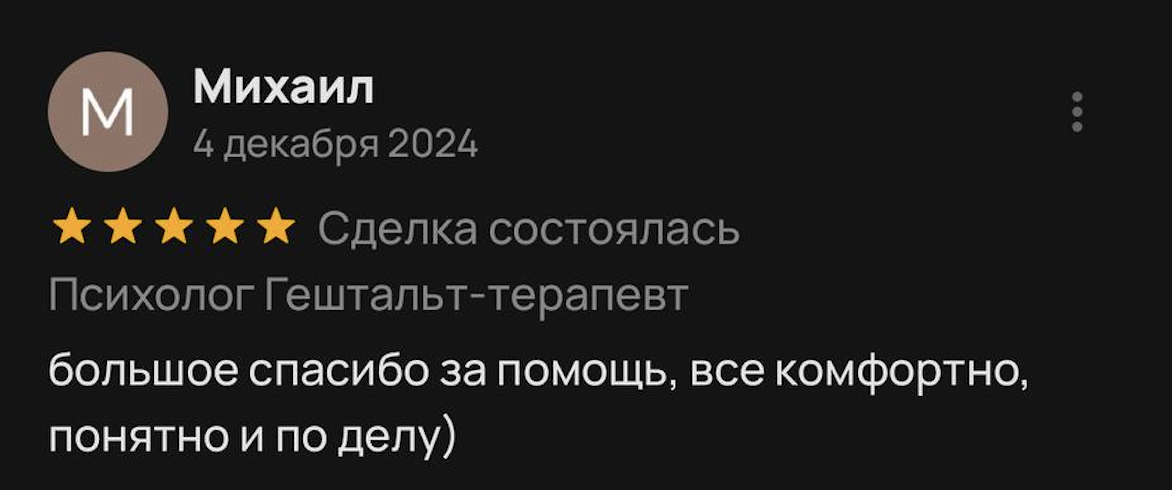 М
Михаил
4 декабря 2024
Сделка состоялась
Психолог Гештальт-терапевт
большое спасибо за помощь, все комфортно,
понятно и по делу)